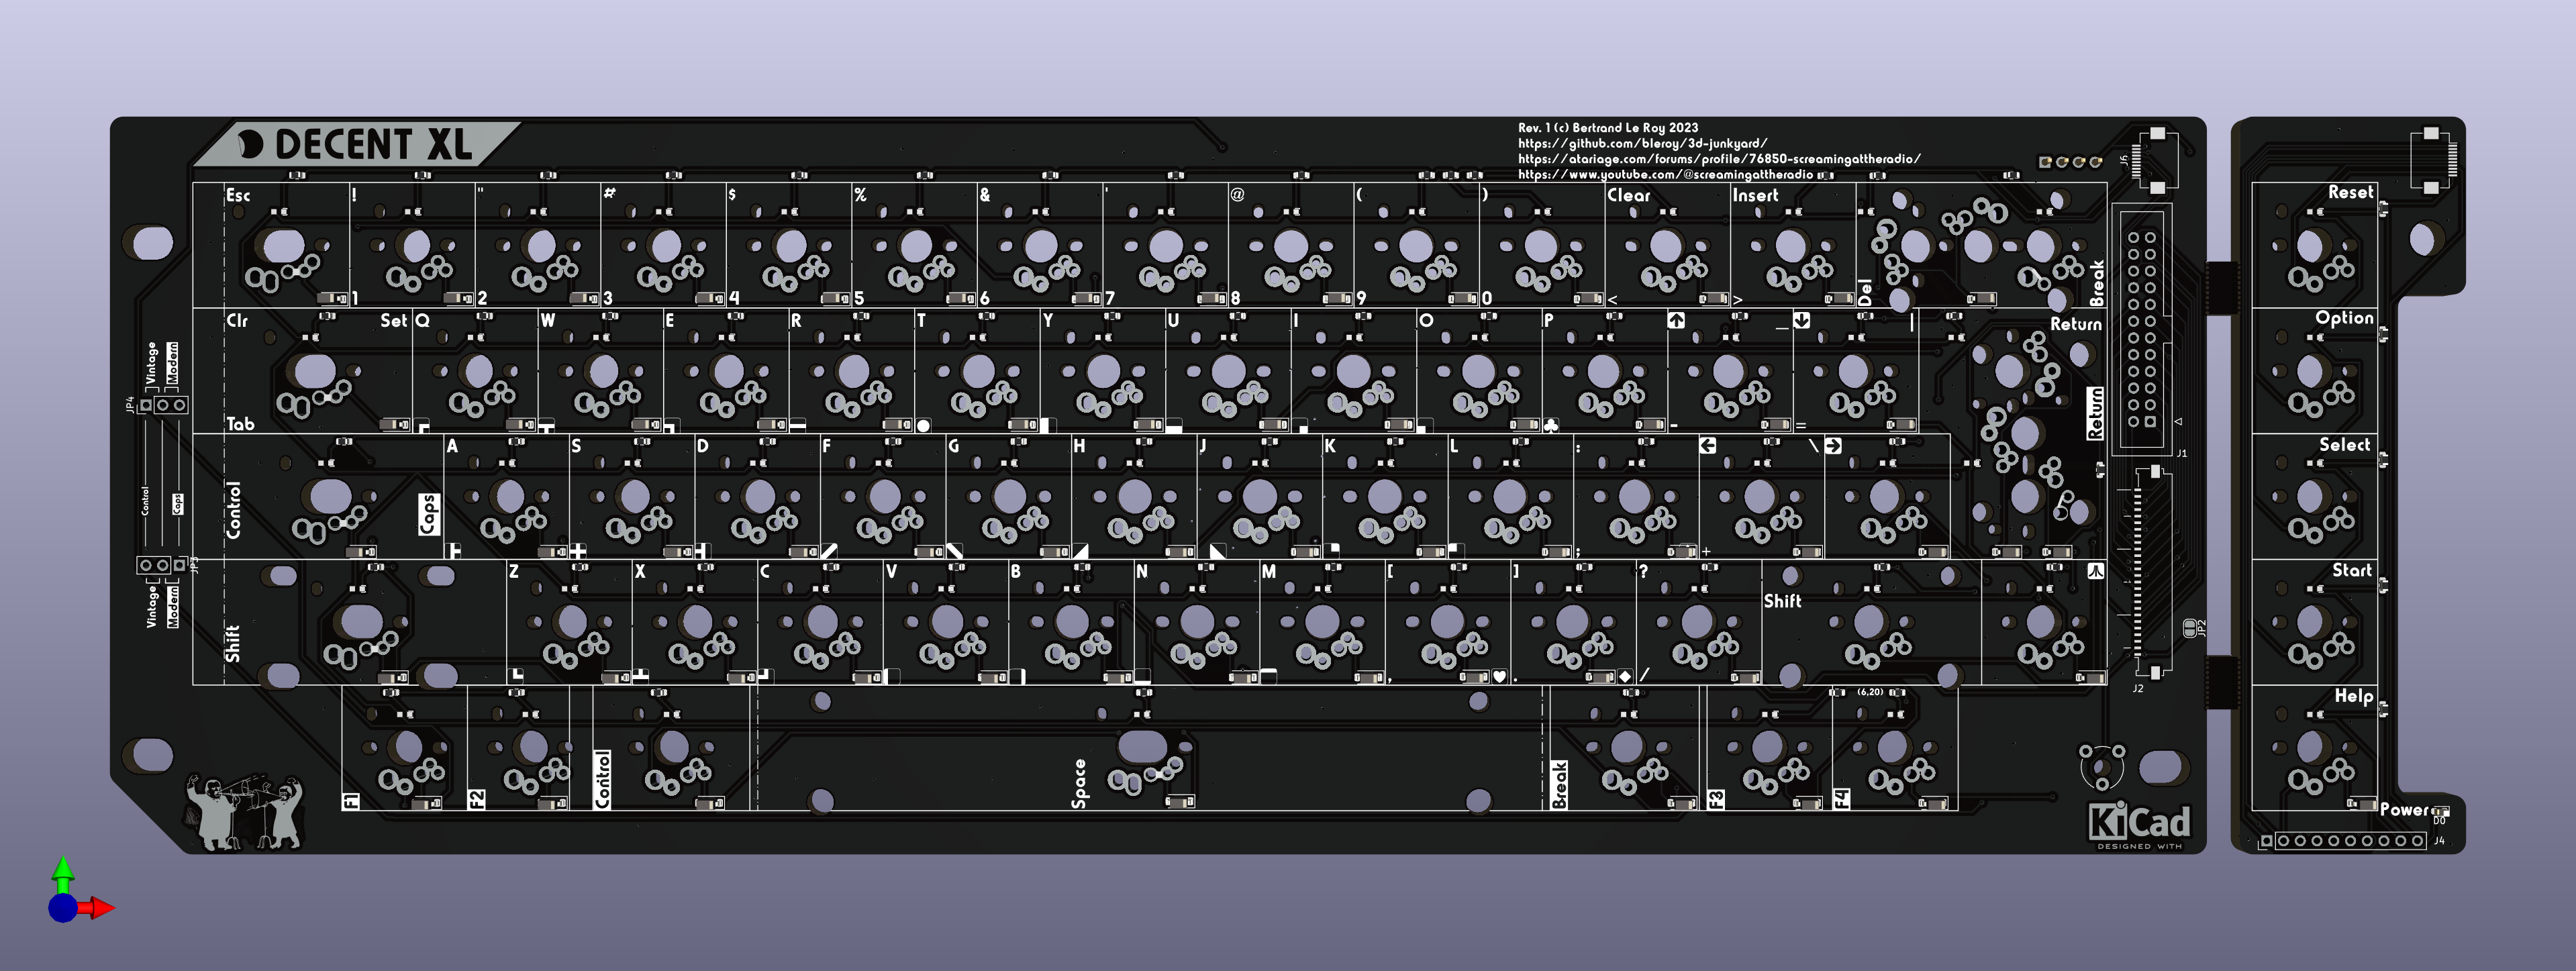 DECENT XL
Rev. 1 (c) Bertrand Le Roy 2023
https://github.com/bleroy/3d-junkyard/
https://atariage.com/forums/profile/76850-screamingattheradio/
https://www.youtube.com/@screamingattheradio
J6
Esc ! " # $ % & ' @ ( ) Clear Insert
1 2 3 4 5 6 7 8 9 0 < > Del Break
Reset
Clr Set Q W E R T Y U I O P _ | Return
Option
Vintage Modern
JP4
Tab - = Return
J1
Control Caps
Control Caps A S D F G H J K L : \
; +
Select
JP3
Vintage Modern
Shift Z X C V B N M [ ] ? Shift
, . /
Start
JP2
J2
(6,20)
Help
F1 F2 Control Space Break F3 F4
Power
D0
J4
KiCad
DESIGNED WITH